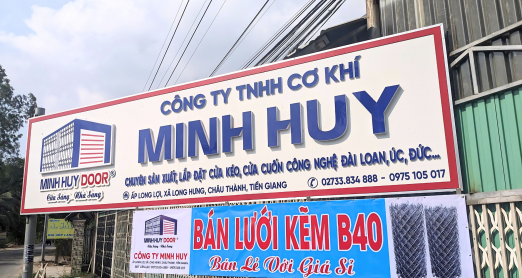 CÔNG TY TNHH CƠ KHÍ
MINH HUY
MINH HUY DOOR
Cửa Sang, Nhà Sang
CHUYÊN SẢN XUẤT, LẮP ĐẶT CỬA KÉO, CỬA CUỐN CÔNG NGHỆ ĐÀI LOAN, ÚC, ĐỨC...
ÁP LONG LỢI, XÃ LONG HƯNG, CHÂU THÀNH, TIỀN GIANG
02733.834 888 - 0975 105 017
MINH HUY DOOR
CÔNG TY MINH HUY
BÁN LƯỚI KẼM B40
Bán Lẻ Với Giá Sỉ